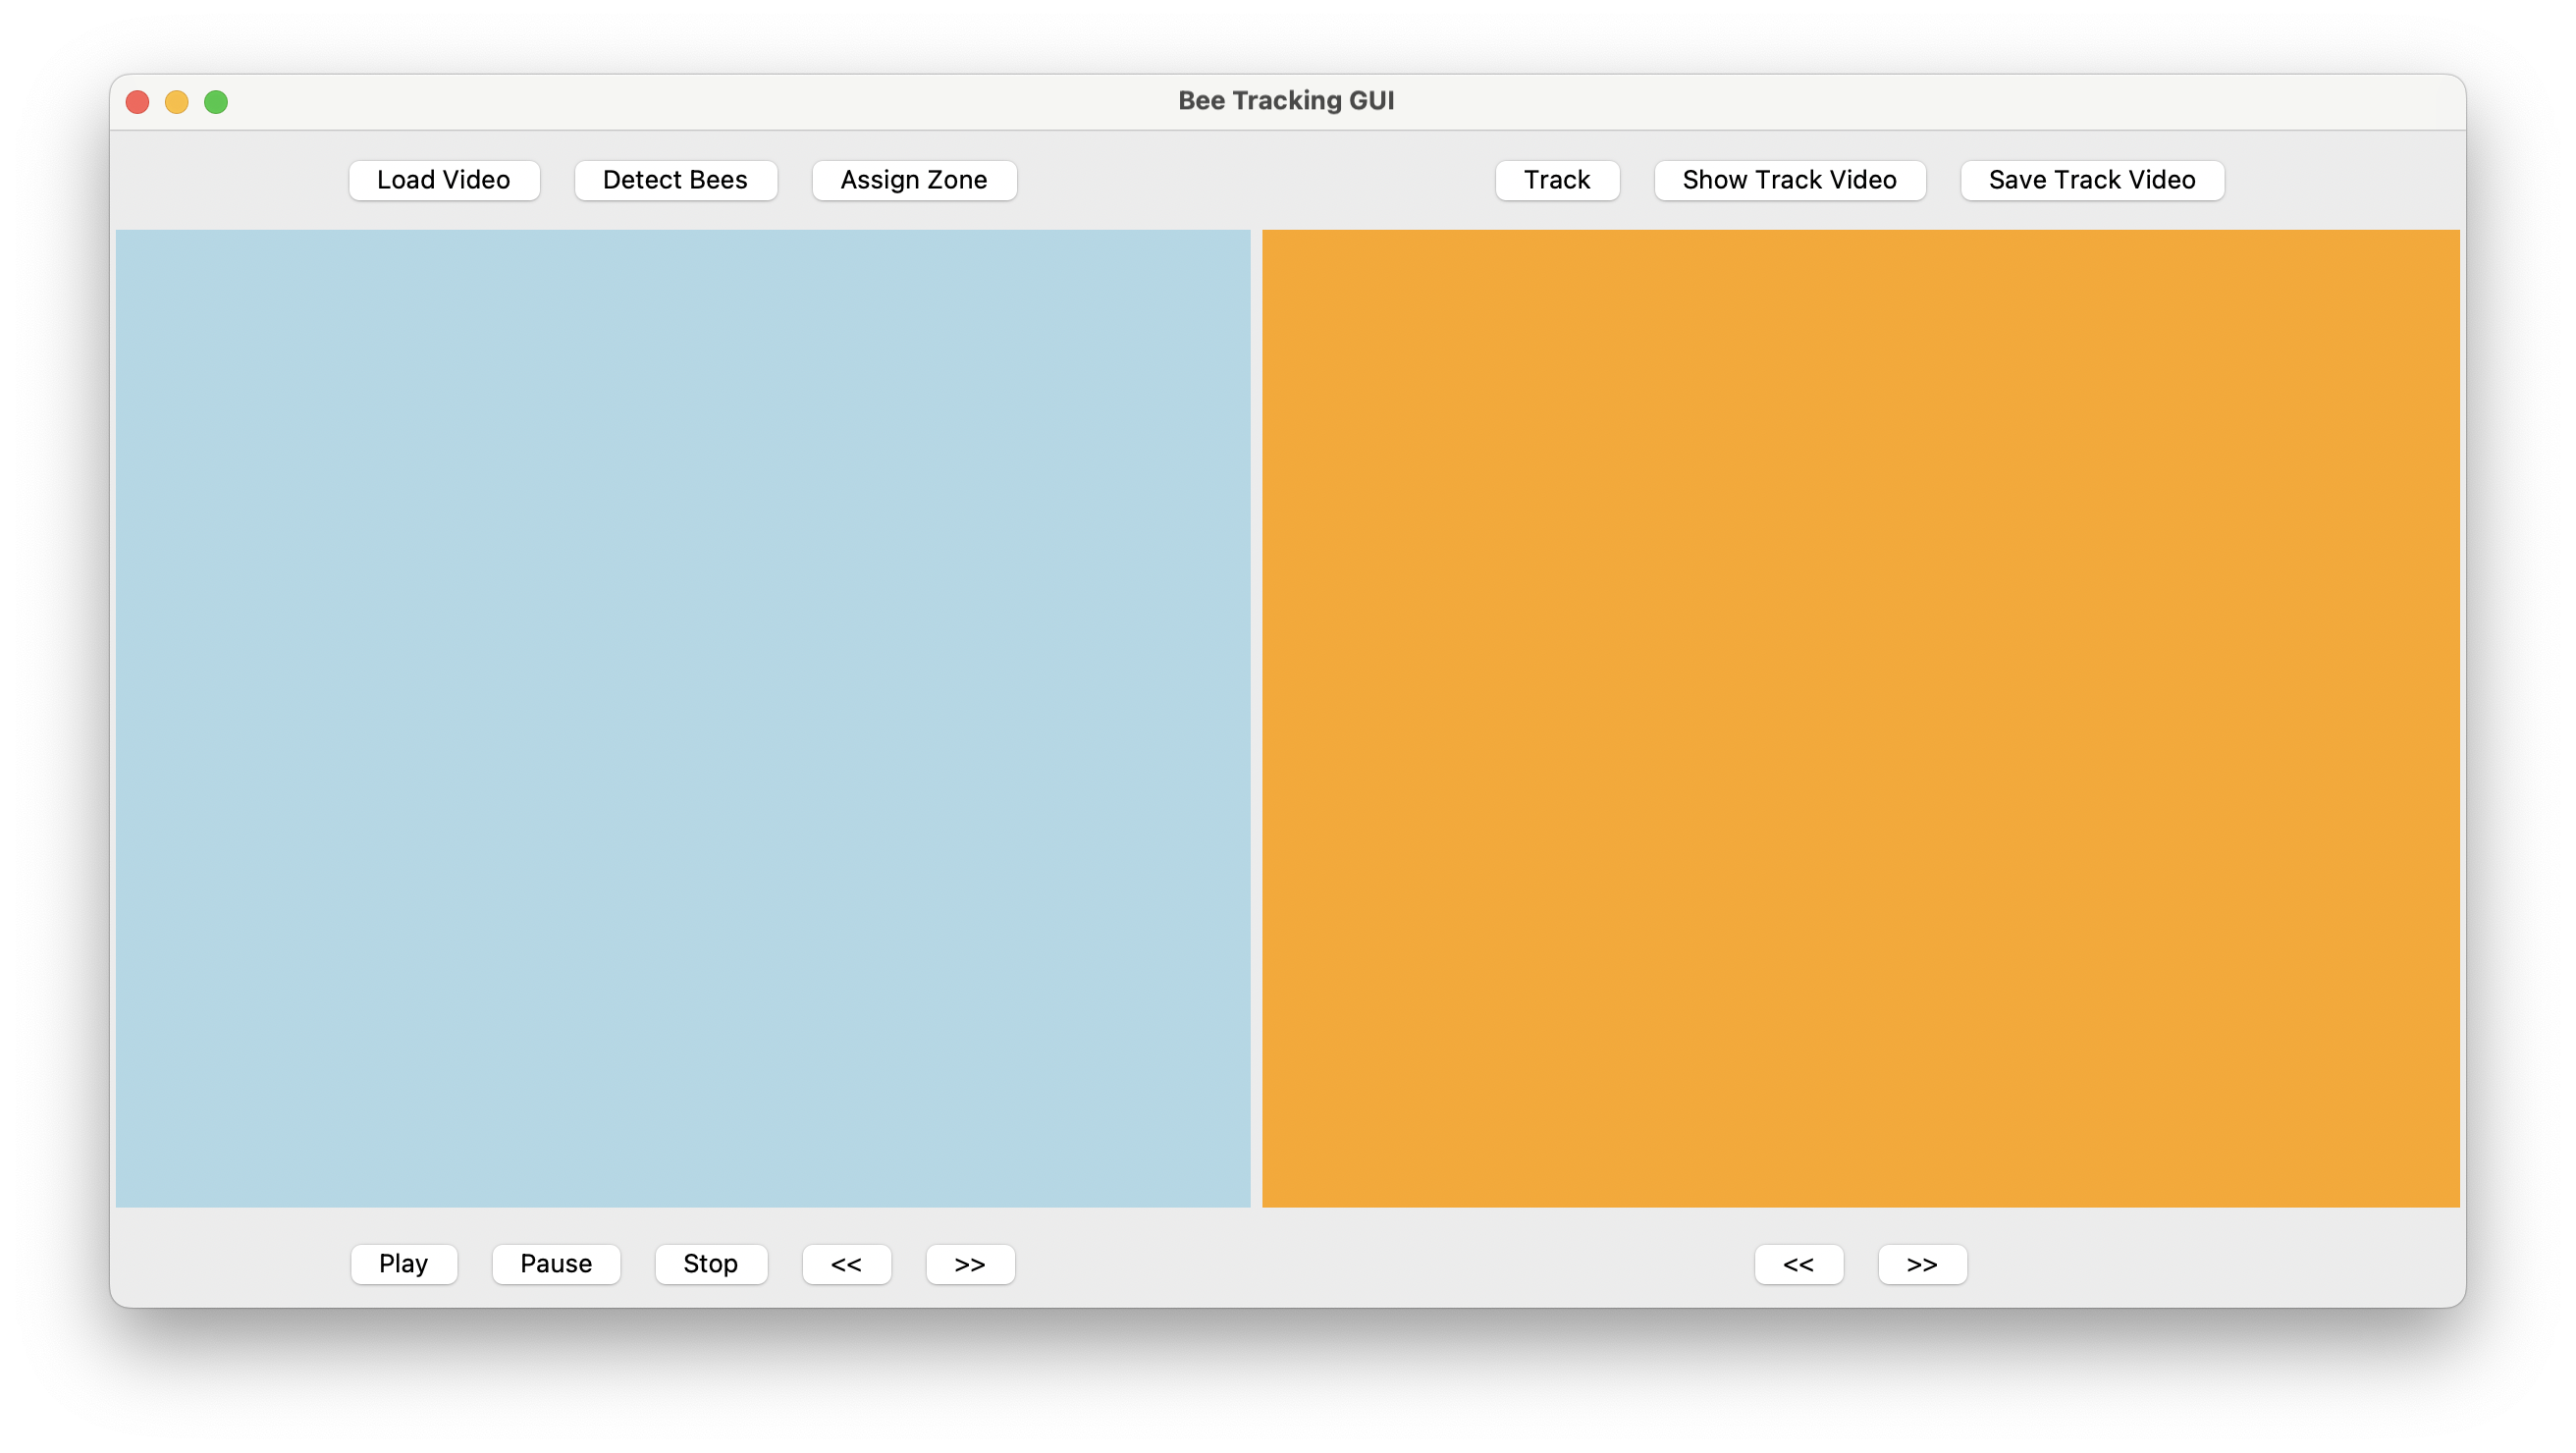 Bee Tracking GUI
Load Video Detect Bees Assign Zone Track Show Track Video Save Track Video
Play Pause Stop << >> << >>